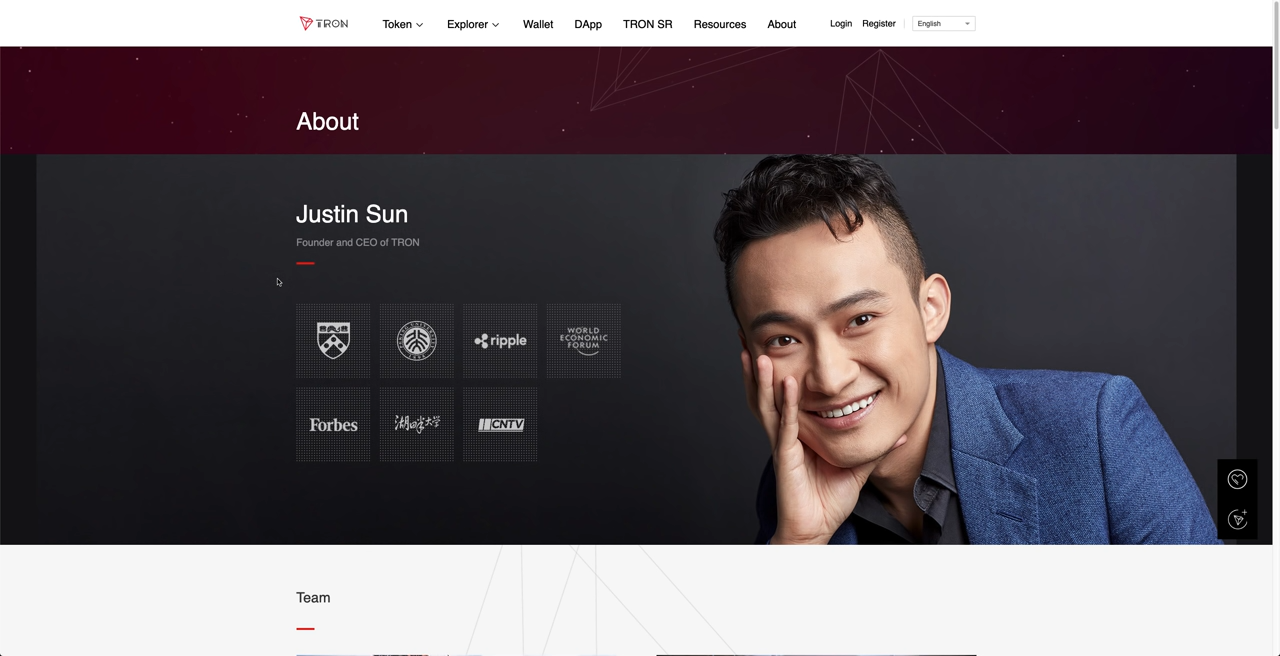 TRON
Token
Explorer
Wallet
DApp
TRON SR
Resources
About
Login
Register
English
About
Justin Sun
Founder and CEO of TRON
ripple
WORLD
ECONOMIC
FORUM
Forbes
湖畔大学
CNTV
Team